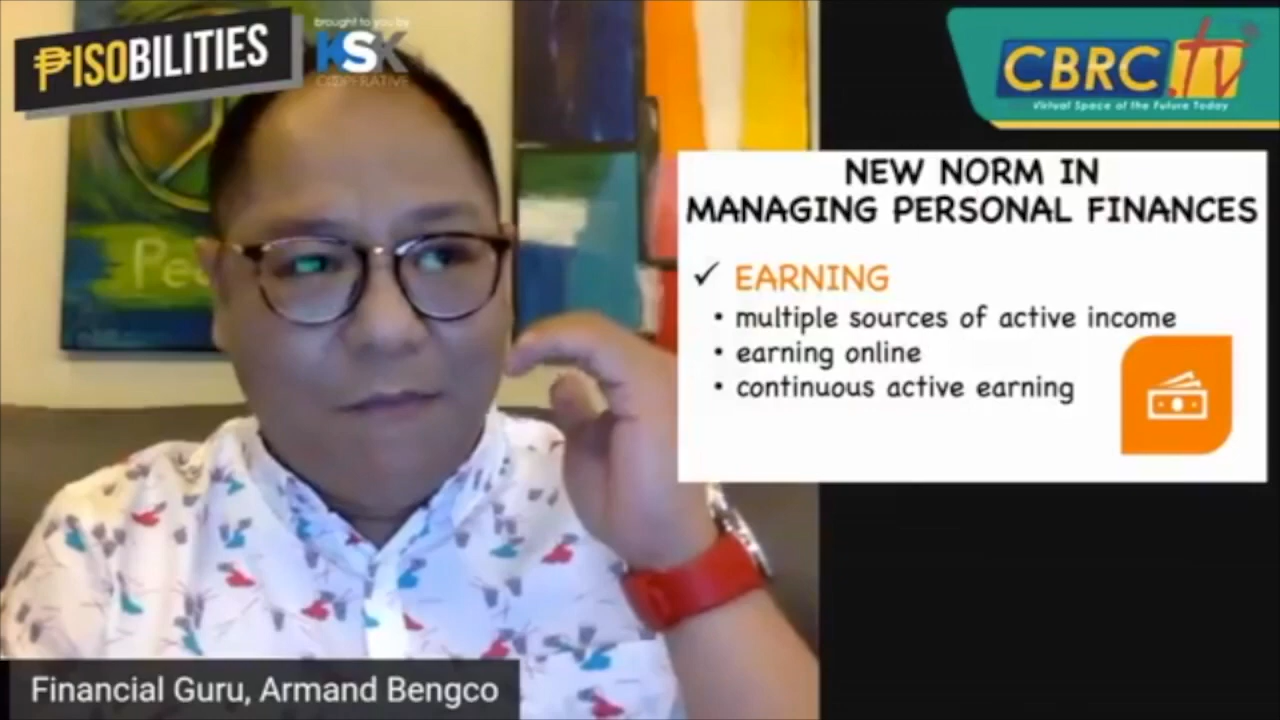 ₱ISOBILITIES
brought to you by
KSK
COOPERATIVE
CBRC.tv
Virtual Space of the Future Today
NEW NORM IN
MANAGING PERSONAL FINANCES
✓ EARNING
• multiple sources of active income
• earning online
• continuous active earning
Financial Guru, Armand Bengco